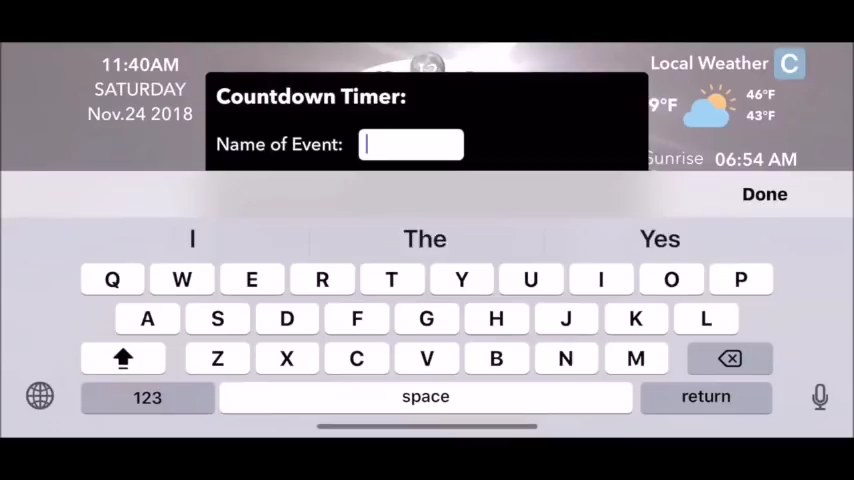 11:40AM
SATURDAY
Nov.24 2018
Local Weather C
9°F
46°F
43°F
Sunrise 06:54 AM
Countdown Timer:
Name of Event:
Done
I The Yes
Q W E R T Y U I O P
A S D F G H J K L
Z X C V B N M
123 space return